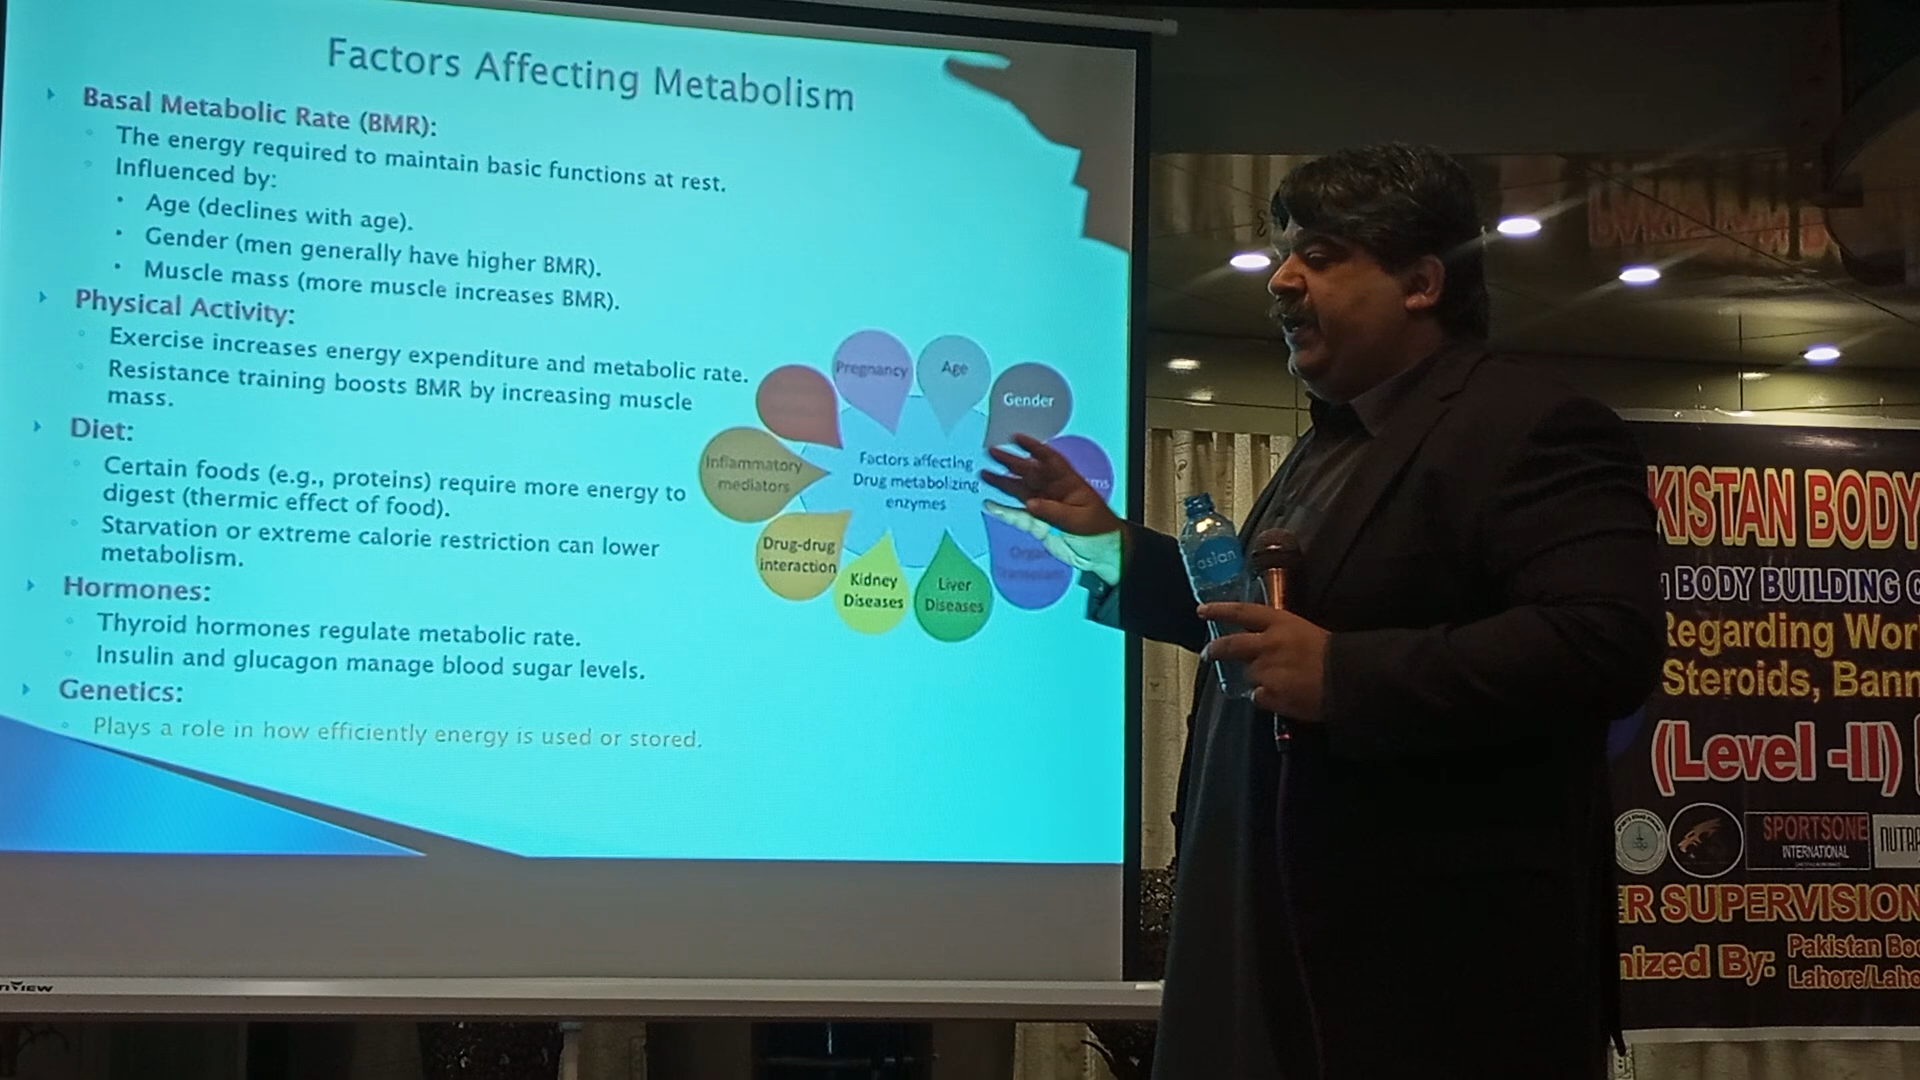 Factors Affecting Metabolism
Basal Metabolic Rate (BMR):
The energy required to maintain basic functions at rest.
Influenced by:
Age (declines with age).
Gender (men generally have higher BMR).
Muscle mass (more muscle increases BMR).
Physical Activity:
Exercise increases energy expenditure and metabolic rate.
Resistance training boosts BMR by increasing muscle
mass.
Diet:
Certain foods (e.g., proteins) require more energy to
digest (thermic effect of food).
Starvation or extreme calorie restriction can lower
metabolism.
Hormones:
Thyroid hormones regulate metabolic rate.
Insulin and glucagon manage blood sugar levels.
Genetics:
Plays a role in how efficiently energy is used or stored.
Pregnancy
Age
Gender
Inflammatory
mediators
Factors affecting
Drug metabolizing
enzymes
Drug-drug
interaction
Kidney
Diseases
Liver
Diseases
asian
KISTAN BODY
BODY BUILDING
Regarding Wor
Steroids, Bann
(Level -II)
SPORTSONE
INTERNATIONAL
NUTR
ER SUPERVISION
nized By:
Pakistan Bod
Lahore/Laho